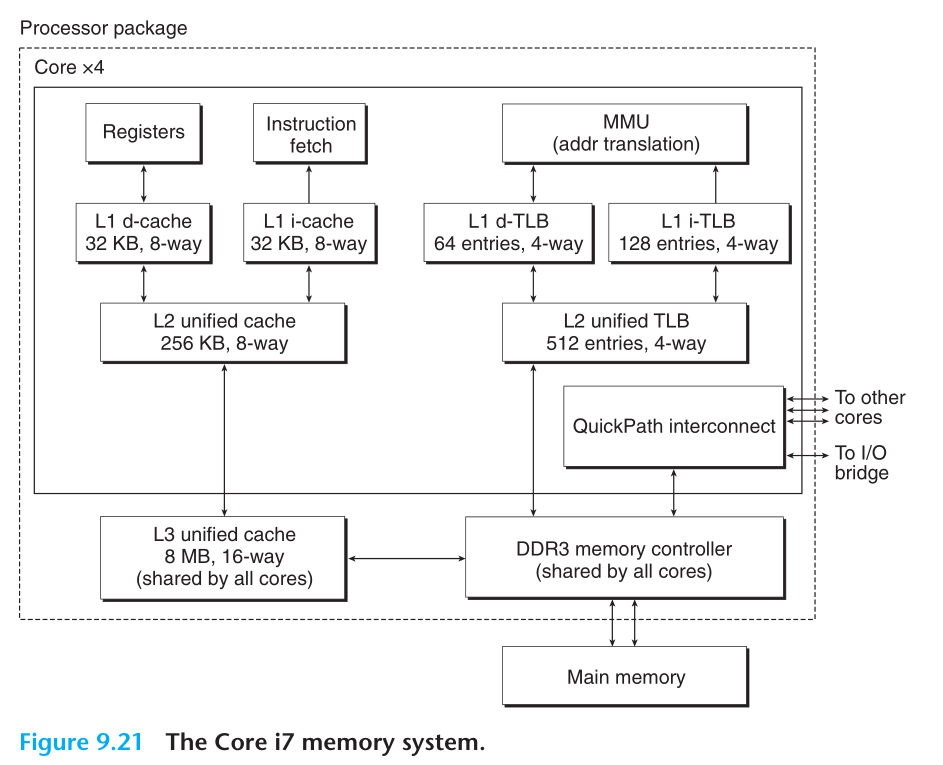 Processor package
Core ×4
Registers
Instruction
fetch
MMU
(addr translation)
L1 d-cache
32 KB, 8-way
L1 i-cache
32 KB, 8-way
L1 d-TLB
64 entries, 4-way
L1 i-TLB
128 entries, 4-way
L2 unified cache
256 KB, 8-way
L2 unified TLB
512 entries, 4-way
QuickPath interconnect
To other
cores
To I/O
bridge
L3 unified cache
8 MB, 16-way
(shared by all cores)
DDR3 memory controller
(shared by all cores)
Main memory
Figure 9.21 The Core i7 memory system.